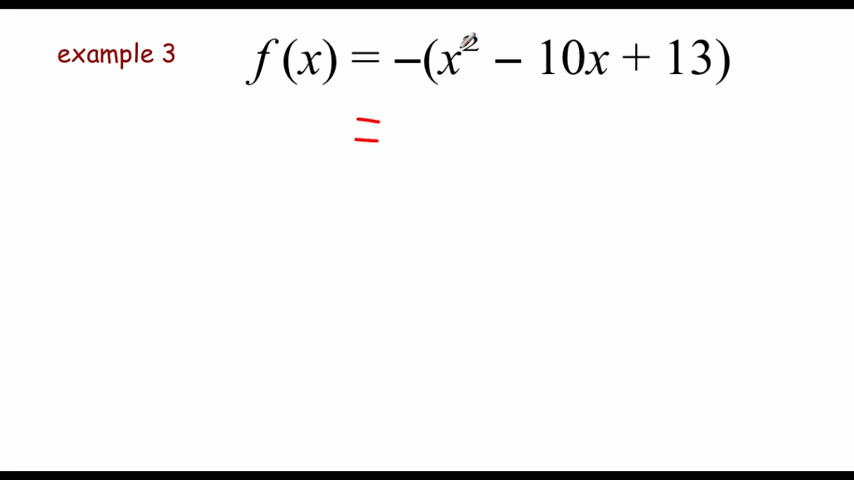 example 3 f(x) = −(x² − 10x + 13)
=